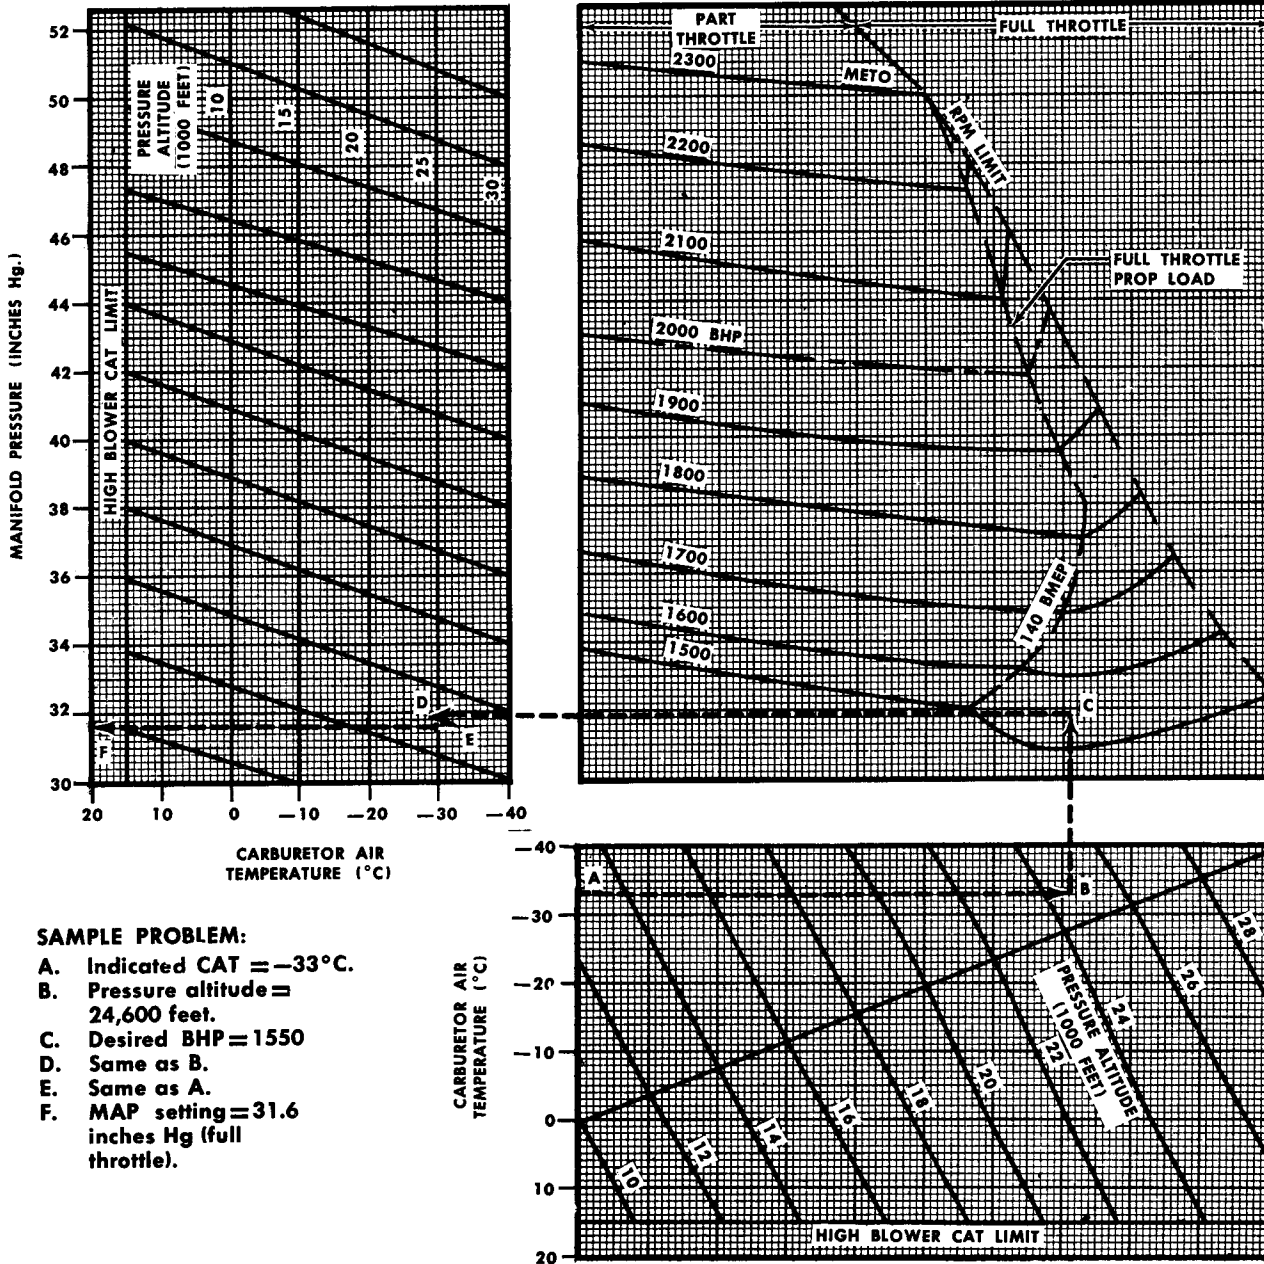 52
50
48
46
44
42
40
38
36
34
32
30
MANIFOLD PRESSURE (INCHES Hg.)
PRESSURE
ALTITUDE
(1000 FEET)
10
15
20
25
30
HIGH BLOWER CAT LIMIT
D
E
F
20
0
−10
−20
−30
−40
CARBURETOR AIR
TEMPERATURE (°C)
PART
THROTTLE
FULL THROTTLE
2300
METO
RPM LIMIT
2200
2100
FULL THROTTLE
PROP LOAD
2000 BHP
1900
1800
1700
140 BMEP
1600
1500
C
−40
−30
−20
−10
0
10
20
CARBURETOR AIR
TEMPERATURE (°C)
A
B
PRESSURE ALTITUDE
(1000 FEET)
10
12
14
16
18
20
22
24
26
28
HIGH BLOWER CAT LIMIT
SAMPLE PROBLEM:
A. Indicated CAT = −33°C.
B. Pressure altitude =
24,600 feet.
C. Desired BHP = 1550
D. Same as B.
E. Same as A.
F. MAP setting = 31.6
inches Hg (full
throttle).